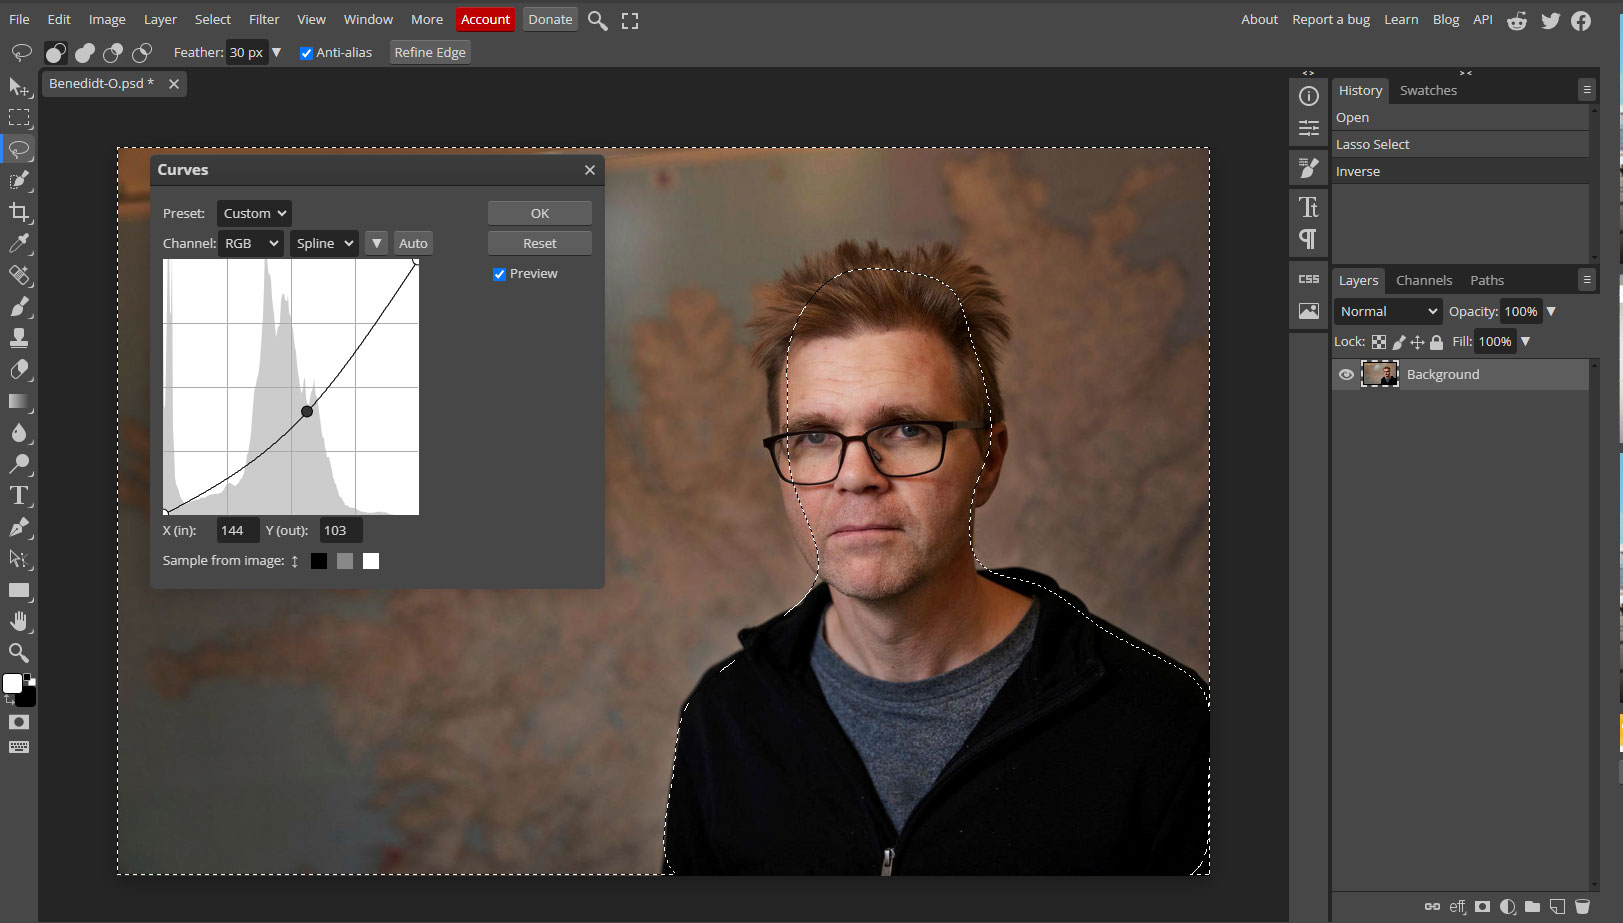 File Edit Image Layer Select Filter View Window More Account Donate About Report a bug Learn Blog API
Feather: 30 px Anti-alias Refine Edge
Benedidt-O.psd *
History Swatches
Open
Lasso Select
Inverse
Curves
Preset: Custom OK
Channel: RGB Spline Auto Reset
Preview
X (in): 144 Y (out): 103
Sample from image:
Tt
CSS
Layers Channels Paths
Normal Opacity: 100%
Lock: Fill: 100%
Background
T
eff